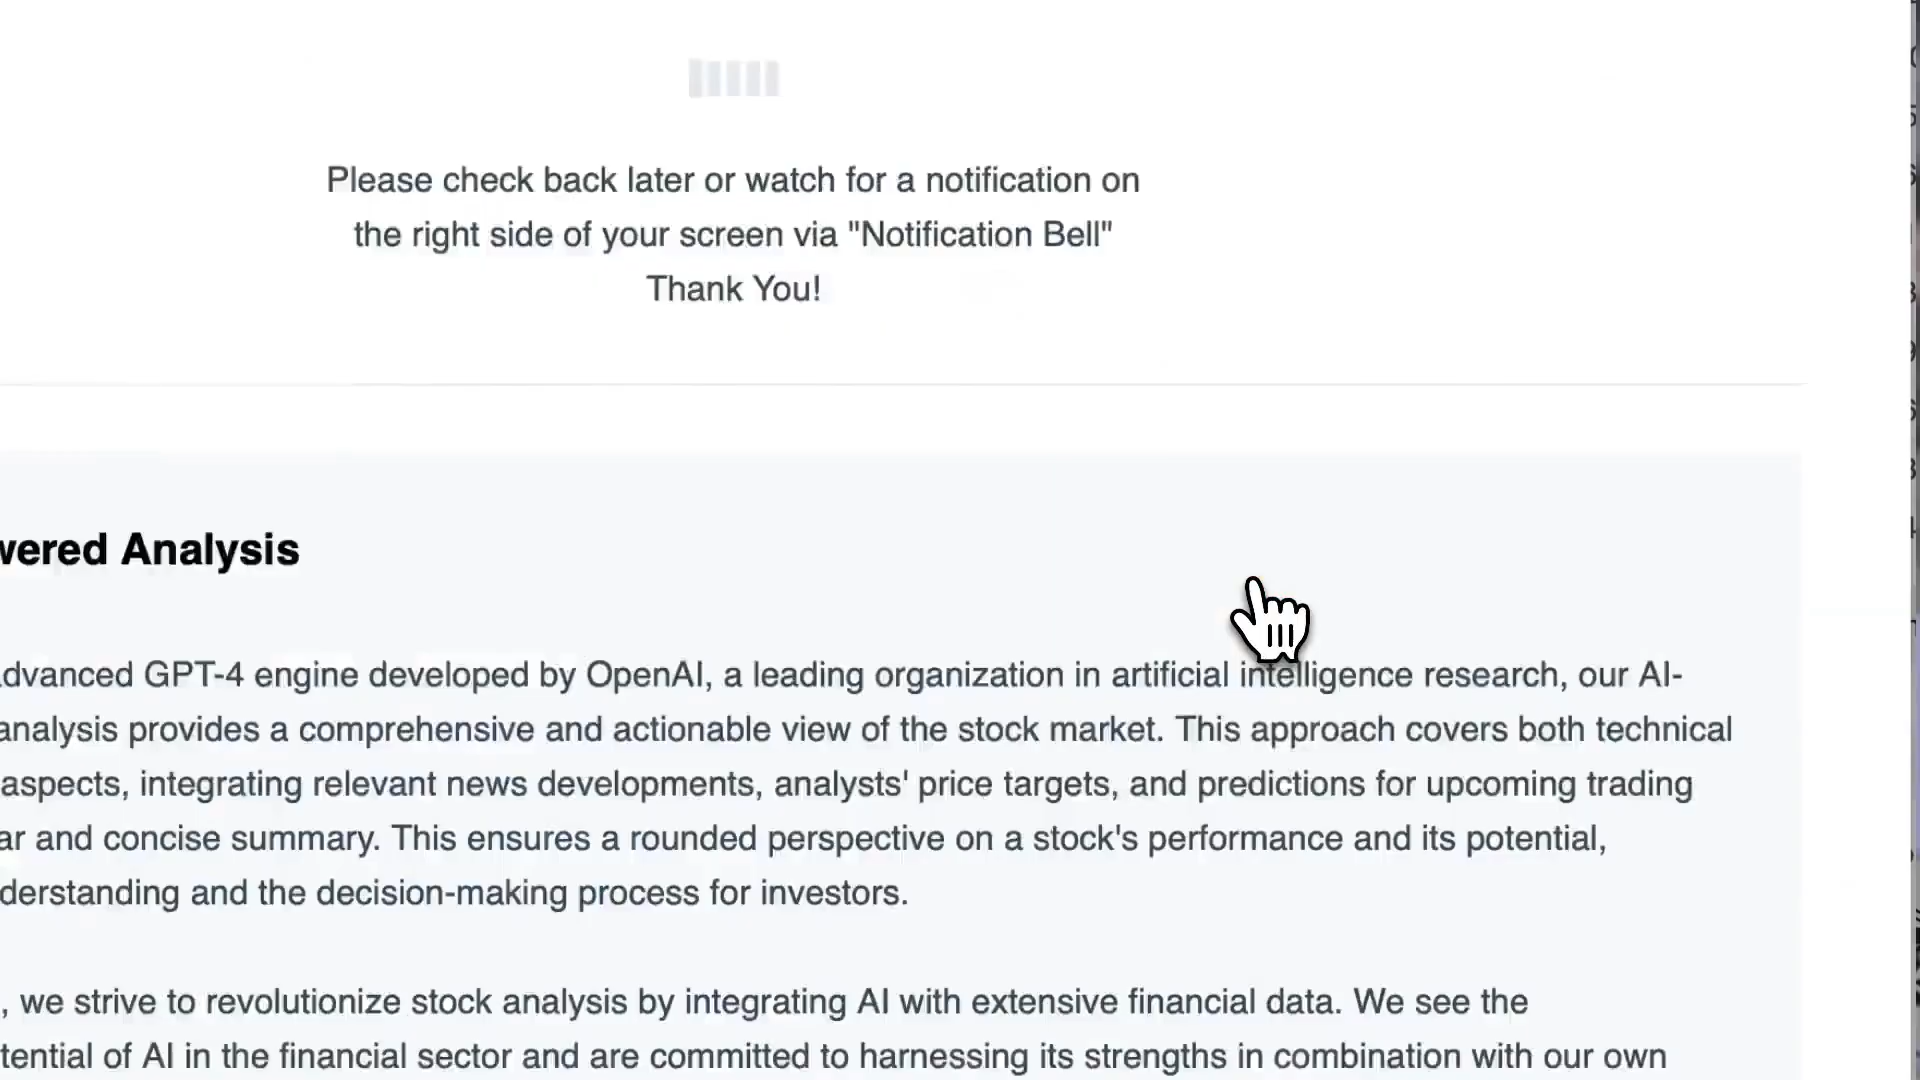 Please check back later or watch for a notification on
the right side of your screen via "Notification Bell"
Thank You!
Analysis
GPT-4 engine developed by OpenAI, a leading organization in artificial intelligence research, our AI-
analysis provides a comprehensive and actionable view of the stock market. This approach covers both technical
aspects, integrating relevant news developments, analysts' price targets, and predictions for upcoming trading
and concise summary. This ensures a rounded perspective on a stock's performance and its potential,
and the decision-making process for investors.
, we strive to revolutionize stock analysis by integrating AI with extensive financial data. We see the
of AI in the financial sector and are committed to harnessing its strengths in combination with our own